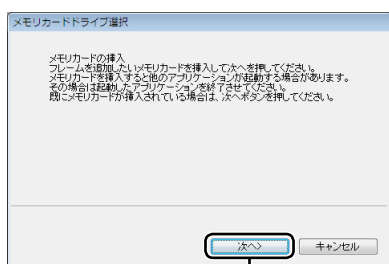 メモリカードドライブ選択
メモリカードの挿入
フレームを追加したいメモリカードを挿入して次へを押してください。
メモリカードを挿入すると他のアプリケーションが起動する場合があります。
その場合は起動したアプリケーションを終了させてください。
既にメモリカードが挿入されている場合は、次へボタンを押してください。
次へ>
キャンセル